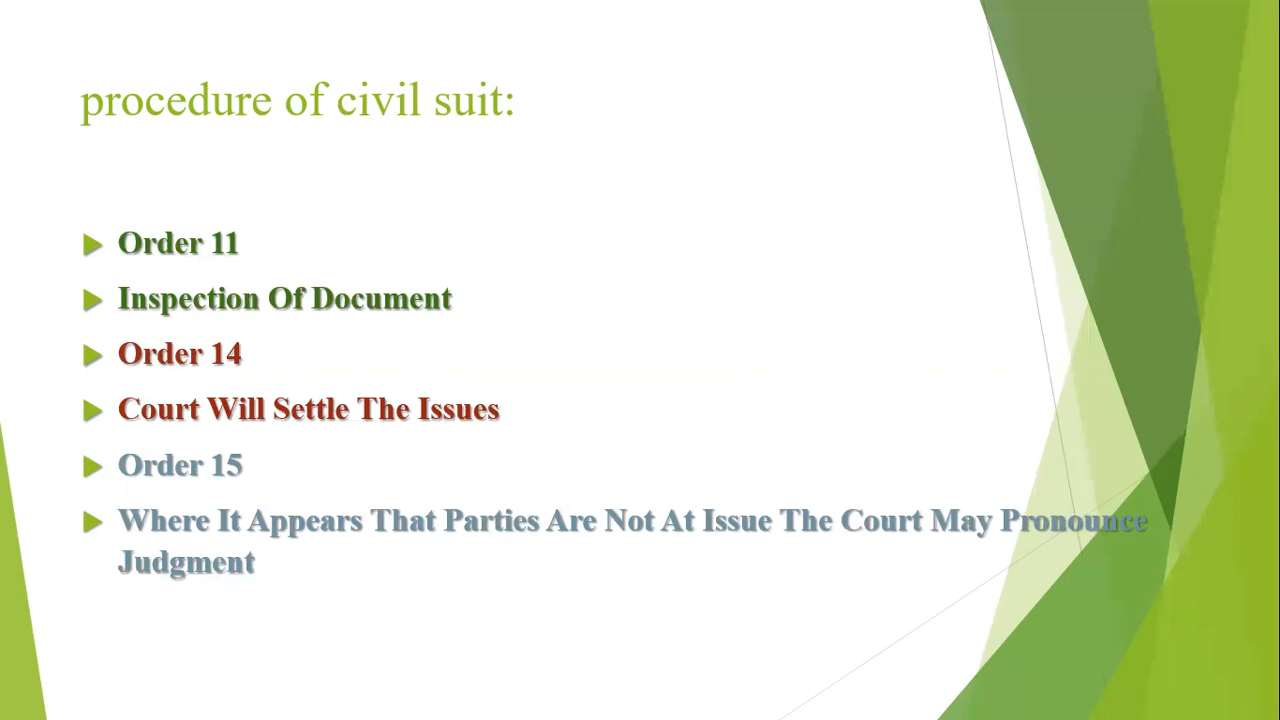 procedure of civil suit:
Order 11
Inspection Of Document
Order 14
Court Will Settle The Issues
Order 15
Where It Appears That Parties Are Not At Issue The Court May Pronounce
Judgment